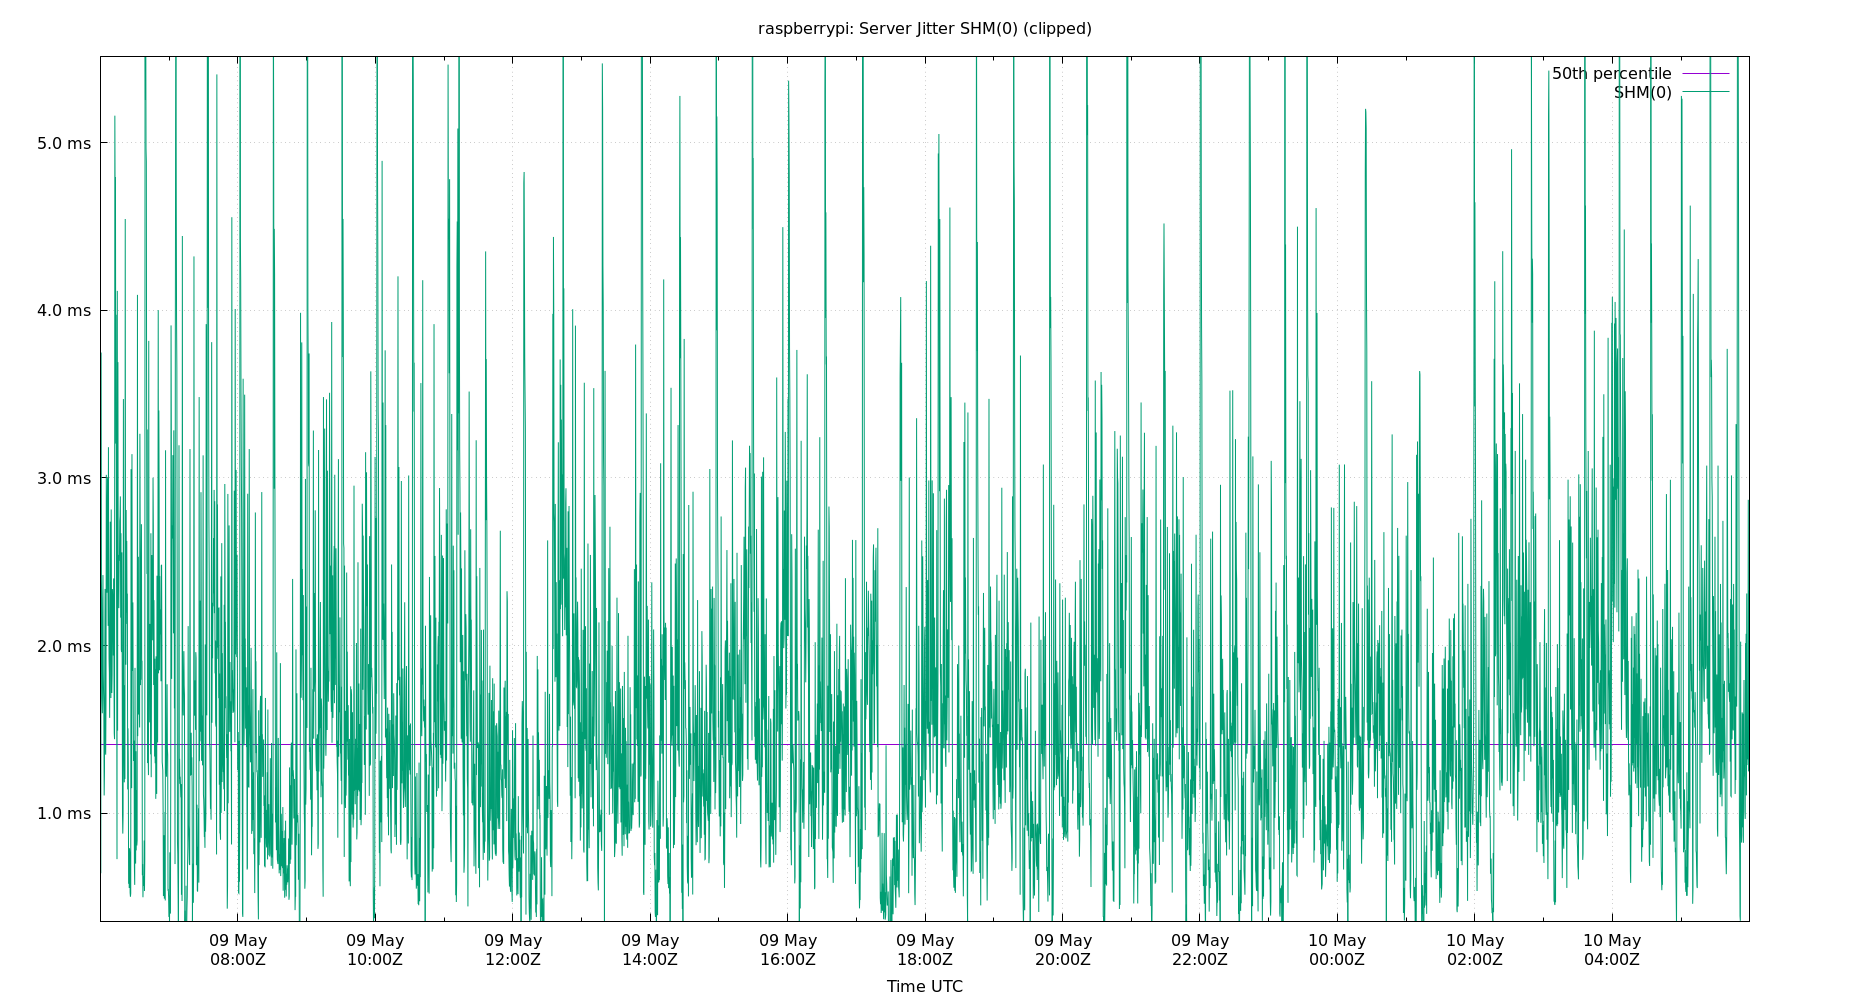 raspberrypi: Server Jitter SHM(0) (clipped)
50th percentile
SHM(0)
5.0 ms
4.0 ms
3.0 ms
2.0 ms
1.0 ms
09 May 09 May 09 May 09 May 09 May 09 May 09 May 09 May 10 May 10 May 10 May
08:00Z 10:00Z 12:00Z 14:00Z 16:00Z 18:00Z 20:00Z 22:00Z 00:00Z 02:00Z 04:00Z
Time UTC